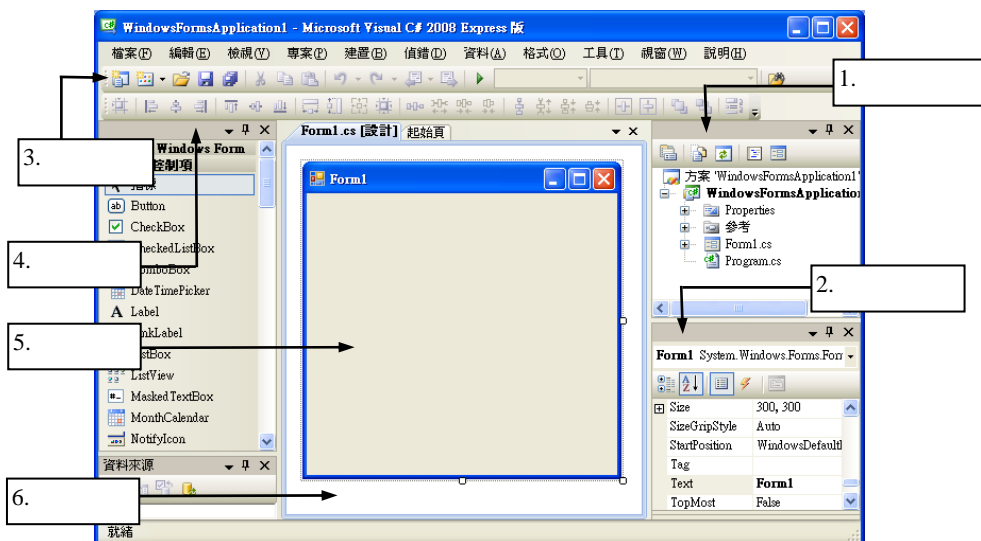 WindowsFormsApplication1 - Microsoft Visual C# 2008 Express 版
檔案(F) 編輯(E) 檢視(V) 專案(P) 建置(B) 偵錯(D) 資料(A) 格式(O) 工具(T) 視窗(W) 說明(H)
1.
3.
Windows Form
控制項
指標
Button
CheckBox
CheckedListBox
4.
ComboBox
DateTimePicker
Label
5.
LinkLabel
ListBox
ListView
MaskedTextBox
MonthCalendar
NotifyIcon
資料來源
6.
就緒
Form1.cs [設計] 起始頁
Form1
方案 'WindowsFormsApplication1'
WindowsFormsApplication
Properties
參考
Form1.cs
Program.cs
2.
Form1 System.Windows.Forms.Form
Size 300, 300
SizeGripStyle Auto
StartPosition WindowsDefaultl
Tag
Text Form1
TopMost False